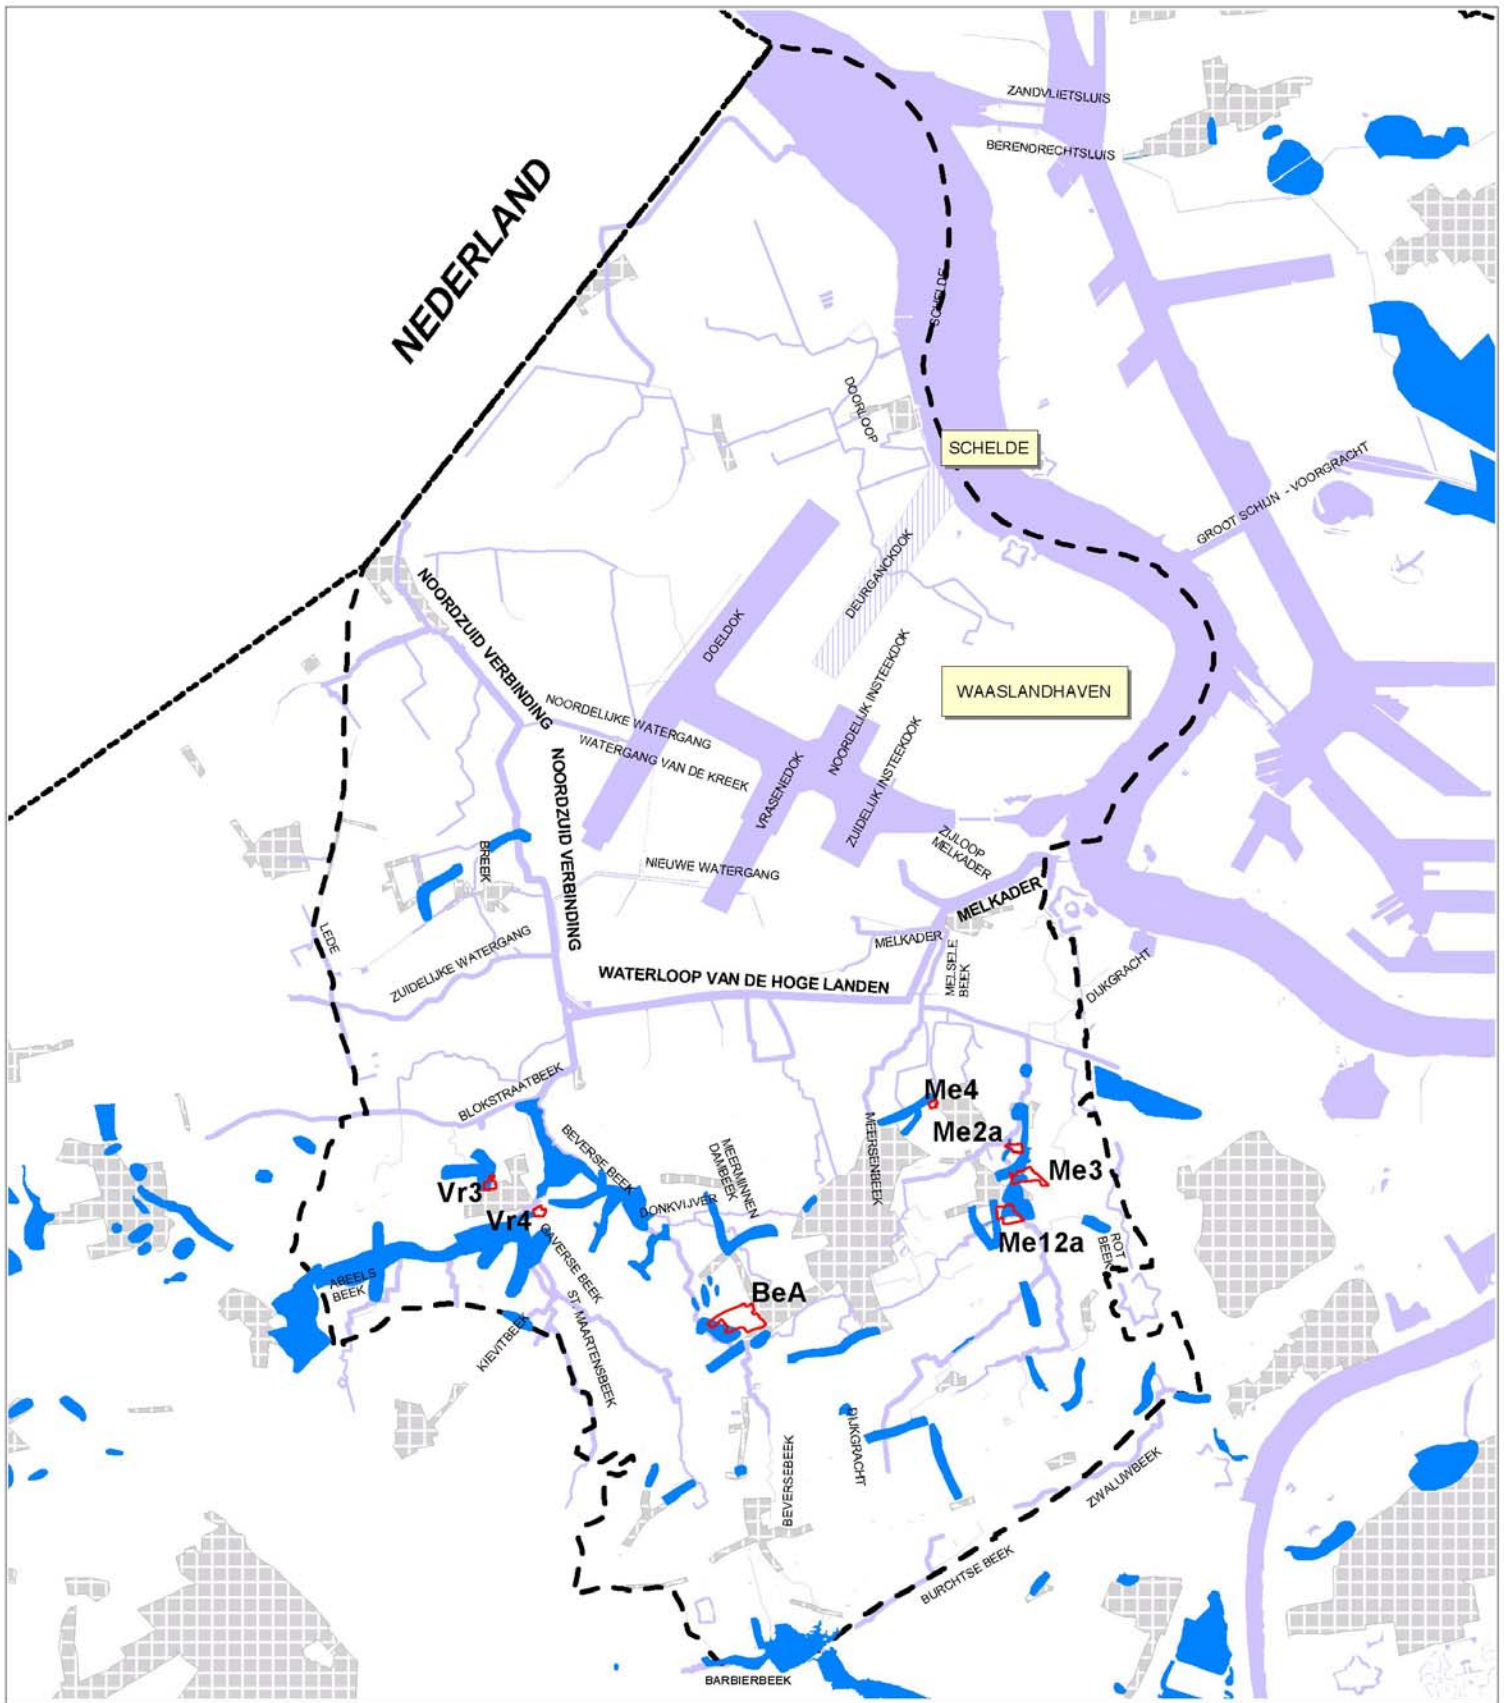 ZANDVLIETSLUIS
BERENDRECHTSLUIS
NEDERLAND
SCHELDE
DOORLOOP
SCHELDE
GROOT SCHIJN - VOORGRACHT
DEURGANCKDOK
NOORDZUID VERBINDING
DOELDOK
WAASLANDHAVEN
NOORDELIJKE WATERGANG
WATERGANG VAN DE KREEK
NOORDELIJK INSTEEKDOK
ZUIDELIJK INSTEEKDOK
VRASENEDOK
NOORDZUID VERBINDING
BREEK
NIEUWE WATERGANG
ZIJLOOP
MELKADER
MELKADER
LEDE
ZUIDELIJKE WATERGANG
MELKADER
MELSELE
BEEK
DIJKGRACHT
WATERLOOP VAN DE HOGE LANDEN
BLOKSTRAATBEEK
Me4
BEVERSE BEEK
MEERMINNEN
DAMBEEK
MEERSENBEEK
Me2a
Me3
Vr3
DONKVIJVER
Vr4
GAVERSE BEEK
Me12a
ROT
BEEK
ABEELS
BEEK
BeA
KIEVITBEEK
ST. MAARTENSBEEK
DIJKGRACHT
BEVERSEBEEK
ZWALUWBEEK
BURCHTSE BEEK
BARBIERBEEK